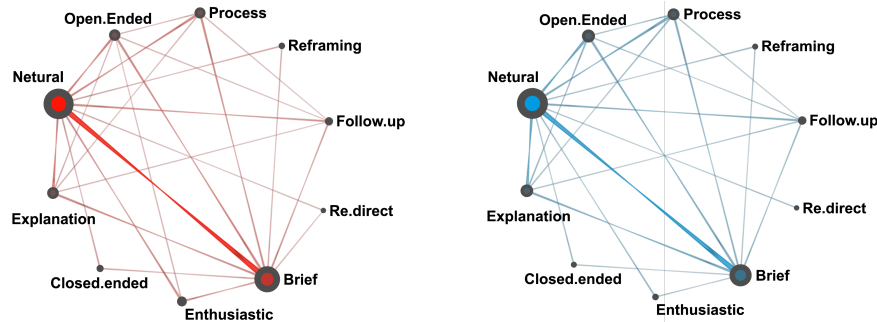 Process
Open.Ended
Reframing
Netural
Follow.up
Explanation
Re.direct
Closed.ended
Brief
Enthusiastic
Process
Open.Ended
Reframing
Netural
Follow.up
Explanation
Re.direct
Closed.ended
Brief
Enthusiastic